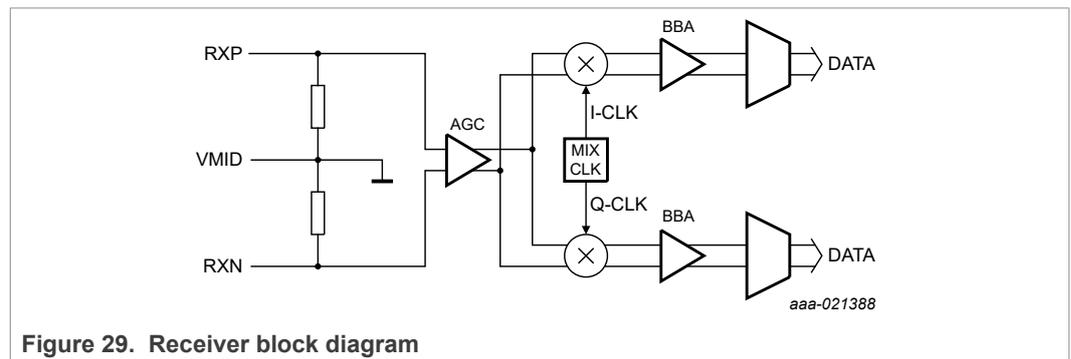 RXP
BBA
DATA
I-CLK
AGC
MIX
CLK
VMID
Q-CLK
BBA
RXN
DATA
aaa-021388
Figure 29. Receiver block diagram